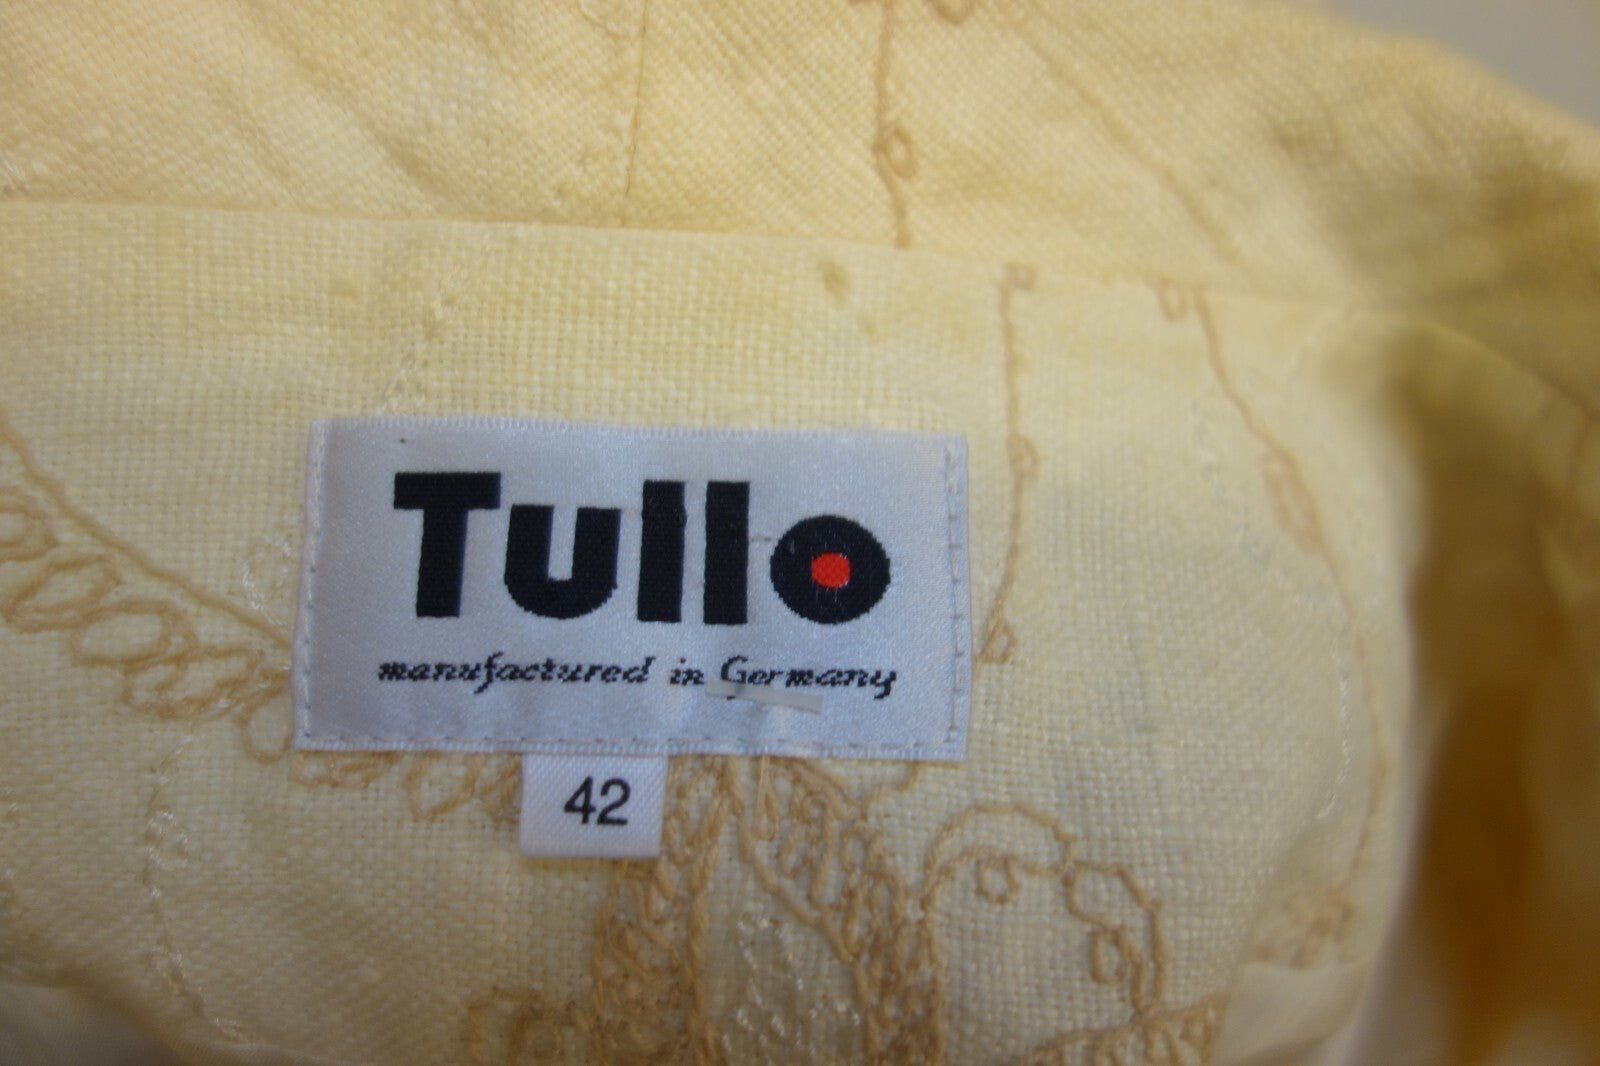 Tullo
manufactured in Germany
42